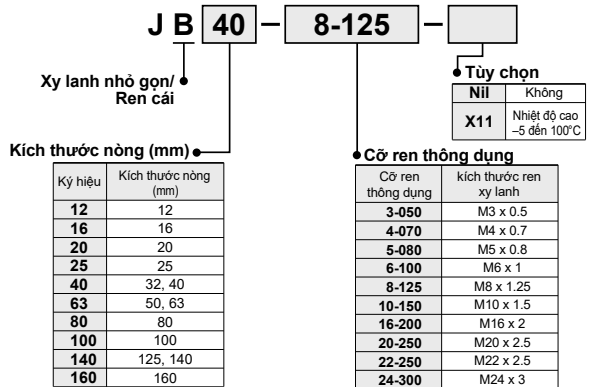 J B 40 – 8-125 –
Xy lanh nhỏ gọn/
Ren cái
Tùy chọn
Nil Không
X11 Nhiệt độ cao
–5 đến 100°C
Kích thước nòng (mm)
Ký hiệu Kích thước nòng
(mm)
12 12
16 16
20 20
25 25
40 32, 40
63 50, 63
80 80
100 100
140 125, 140
160 160
Cỡ ren thông dụng
Cỡ ren kích thước ren
thông dụng xy lanh
3-050 M3 x 0.5
4-070 M4 x 0.7
5-080 M5 x 0.8
6-100 M6 x 1
8-125 M8 x 1.25
10-150 M10 x 1.5
16-200 M16 x 2
20-250 M20 x 2.5
22-250 M22 x 2.5
24-300 M24 x 3